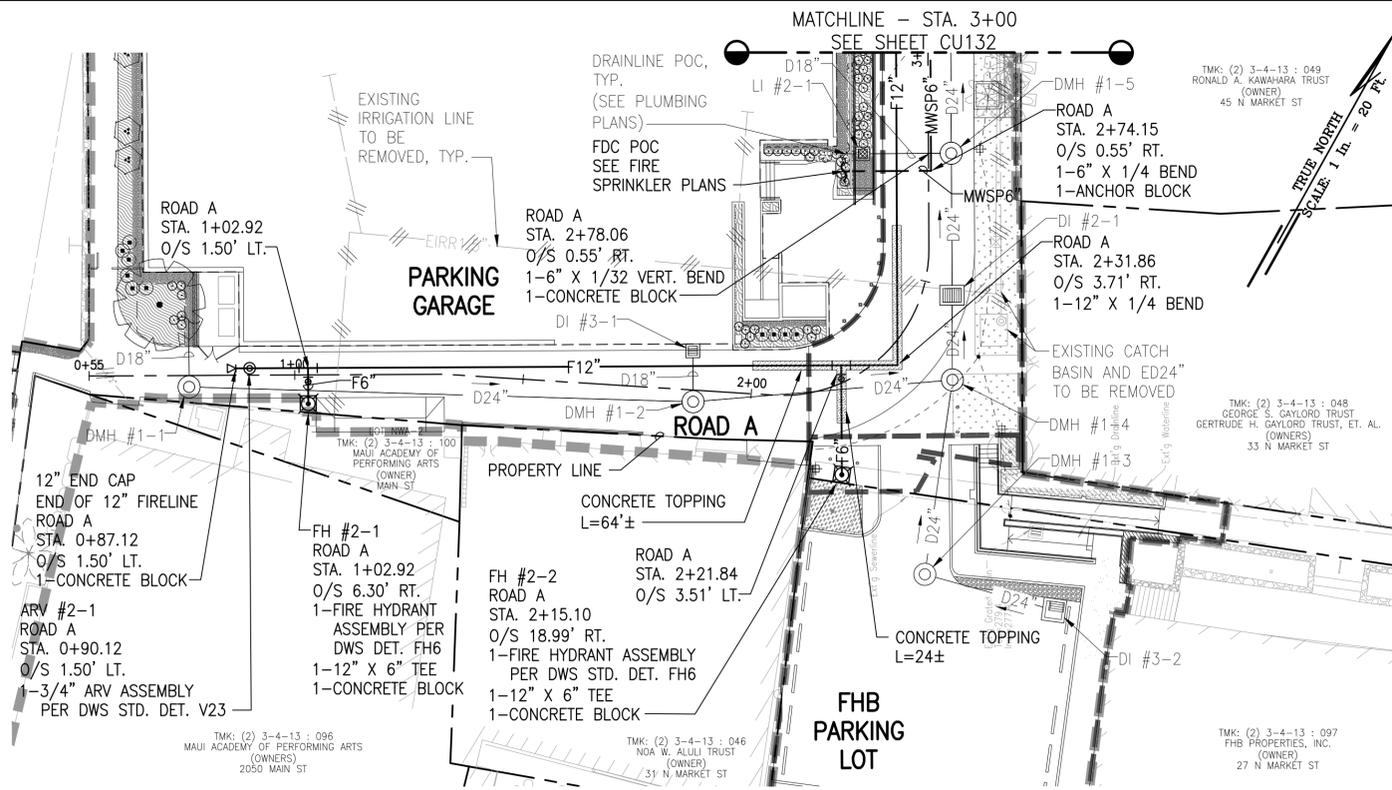 MATCHLINE - STA. 3+00
SEE SHEET CU132
TMK: (2) 3-4-13 : 049
RONALD A. KAWAHARA TRUST
(OWNER)
45 N MARKET ST
TRUE NORTH
SCALE: 1 In. = 20 Ft.
DRAINLINE POC,
TYP.
(SEE PLUMBING
PLANS)
FDC POC
SEE FIRE
SPRINKLER PLANS
D18"
LI #2-1
F12"
3+
MWSP6"
D24"
DMH #1-5
ROAD A
STA. 2+74.15
O/S 0.55' RT.
1-6" X 1/4 BEND
1-ANCHOR BLOCK
MWSP6"
EXISTING
IRRIGATION LINE
TO BE
REMOVED, TYP.
ROAD A
STA. 1+02.92
O/S 1.50' LT.
PARKING
GARAGE
ROAD A
STA. 2+78.06
O/S 0.55' RT.
1-6" X 1/32 VERT. BEND
1-CONCRETE BLOCK
D24"
DI #2-1
ROAD A
STA. 2+31.86
O/S 3.71' RT.
1-12" X 1/4 BEND
DI #3-1
D24"
EXISTING CATCH
BASIN AND ED24"
TO BE REMOVED
D18"
0+55
1+00
F6"
F12"
D24"
D18"
2+00
D24"
DMH #1-1
DMH #1-2
ROAD A
DMH #1-4
DMH #1-3
Ext'g Waterline
TMK: (2) 3-4-13 : 048
GEORGE S. GAYLORD TRUST
GERTRUDE H. GAYLORD TRUST, ET. AL.
(OWNERS)
33 N MARKET ST
TMK: (2) 3-4-13 : 100
MAUI ACADEMY OF
PERFORMING ARTS
(OWNER)
MAIN ST
PROPERTY LINE
F6"
12" END CAP
END OF 12" FIRELINE
ROAD A
STA. 0+87.12
O/S 1.50' LT.
1-CONCRETE BLOCK
ARV #2-1
ROAD A
STA. 0+90.12
O/S 1.50' LT.
1-3/4" ARV ASSEMBLY
PER DWS STD. DET. V23
FH #2-1
ROAD A
STA. 1+02.92
O/S 6.30' RT.
1-FIRE HYDRANT
ASSEMBLY PER
DWS DET. FH6
1-12" X 6" TEE
1-CONCRETE BLOCK
CONCRETE TOPPING
L=64'±
FH #2-2
ROAD A
STA. 2+15.10
O/S 18.99' RT.
1-FIRE HYDRANT ASSEMBLY
PER DWS STD. DET. FH6
1-12" X 6" TEE
1-CONCRETE BLOCK
ROAD A
STA. 2+21.84
O/S 3.51' LT.
D24"
Ext'g Sewerline
D24"
CONCRETE TOPPING
L=24±
DI #3-2
FHB
PARKING
LOT
TMK: (2) 3-4-13 : 096
MAUI ACADEMY OF PERFORMING ARTS
(OWNERS)
2050 MAIN ST
TMK: (2) 3-4-13 : 046
NOA W. ALULI TRUST
(OWNER)
31 N MARKET ST
TMK: (2) 3-4-13 : 097
FHB PROPERTIES, INC.
(OWNER)
27 N MARKET ST